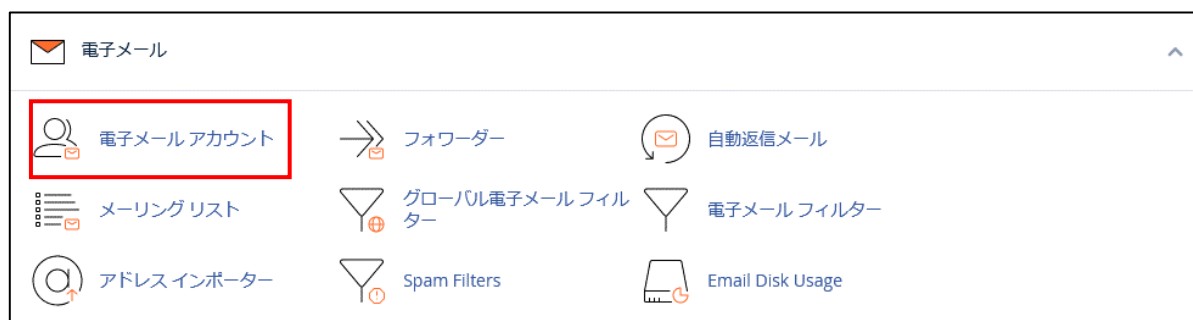 電子メール
電子メール アカウント
フォワーダー
自動返信メール
メーリング リスト
グローバル電子メール フィル
ター
電子メール フィルター
アドレス インポーター
Spam Filters
Email Disk Usage